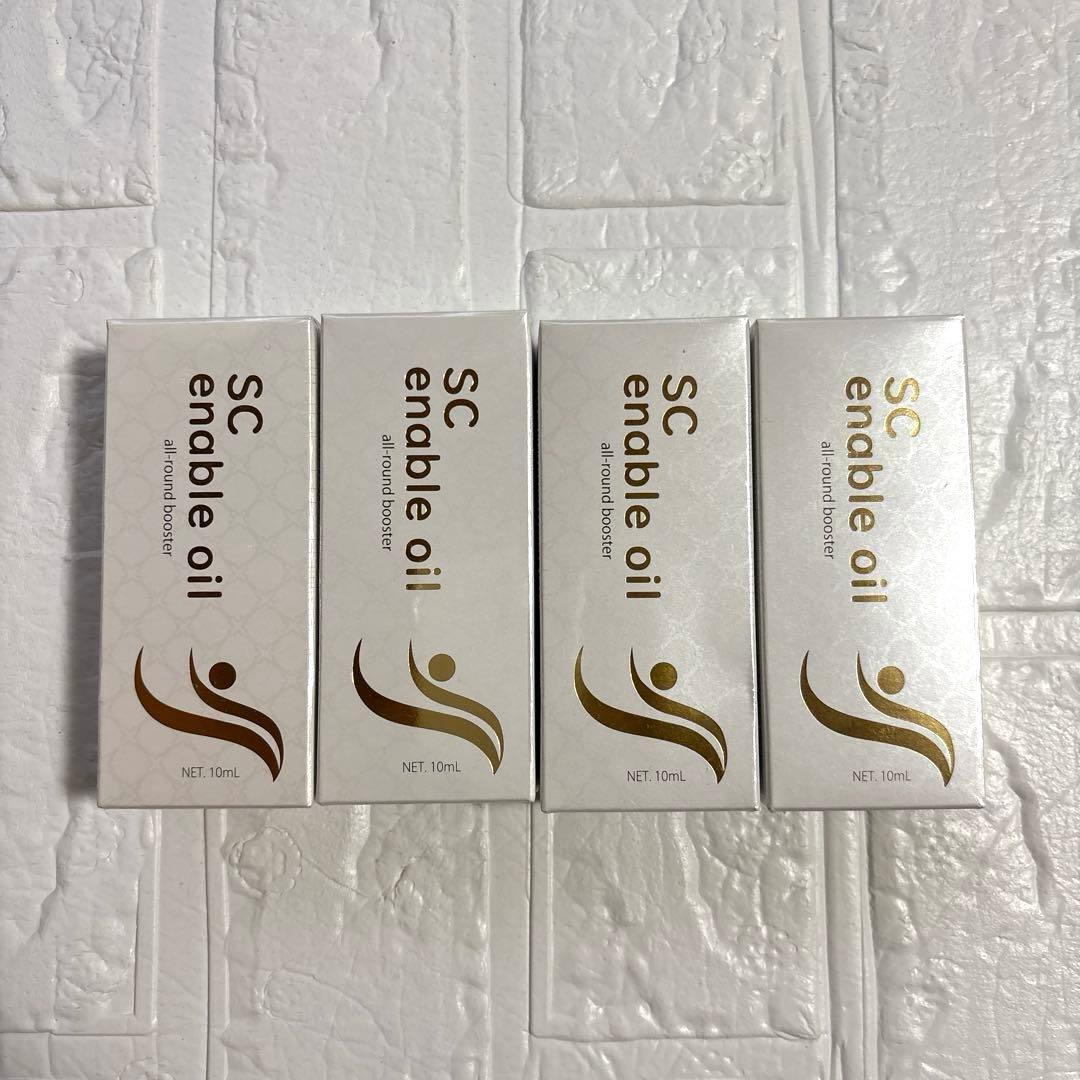 SC
enable oil
all-round booster
NET. 10mL
SC
enable oil
all-round booster
NET. 10mL
SC
enable oil
all-round booster
NET. 10mL
SC
enable oil
all-round booster
NET. 10mL